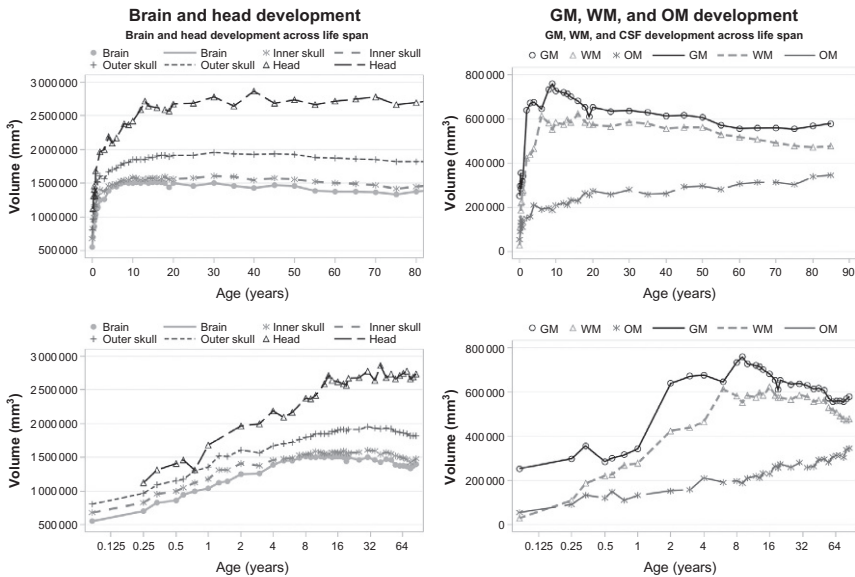 Brain and head development
Brain and head development across life span
Brain Brain Inner skull Inner skull
Outer skull Outer skull Head Head
3 000 000
2 500 000
2 000 000
1 500 000
1 000 000
500 000
Volume (mm³)
0 10 20 30 40 50 60 70 80
Age (years)
GM, WM, and OM development
GM, WM, and CSF development across life span
GM WM OM GM WM OM
800 000
600 000
400 000
200 000
0
Volume (mm³)
0 10 20 30 40 50 60 70 80 90
Age (years)
Brain Brain Inner skull Inner skull
Outer skull Outer skull Head Head
3 000 000
2 500 000
2 000 000
1 500 000
1 000 000
500 000
Volume (mm³)
0.125 0.25 0.5 1 2 4 8 16 32 64
Age (years)
GM WM OM GM WM OM
800 000
600 000
400 000
200 000
0
Volume (mm³)
0.125 0.25 0.5 1 2 4 8 16 32 64
Age (years)